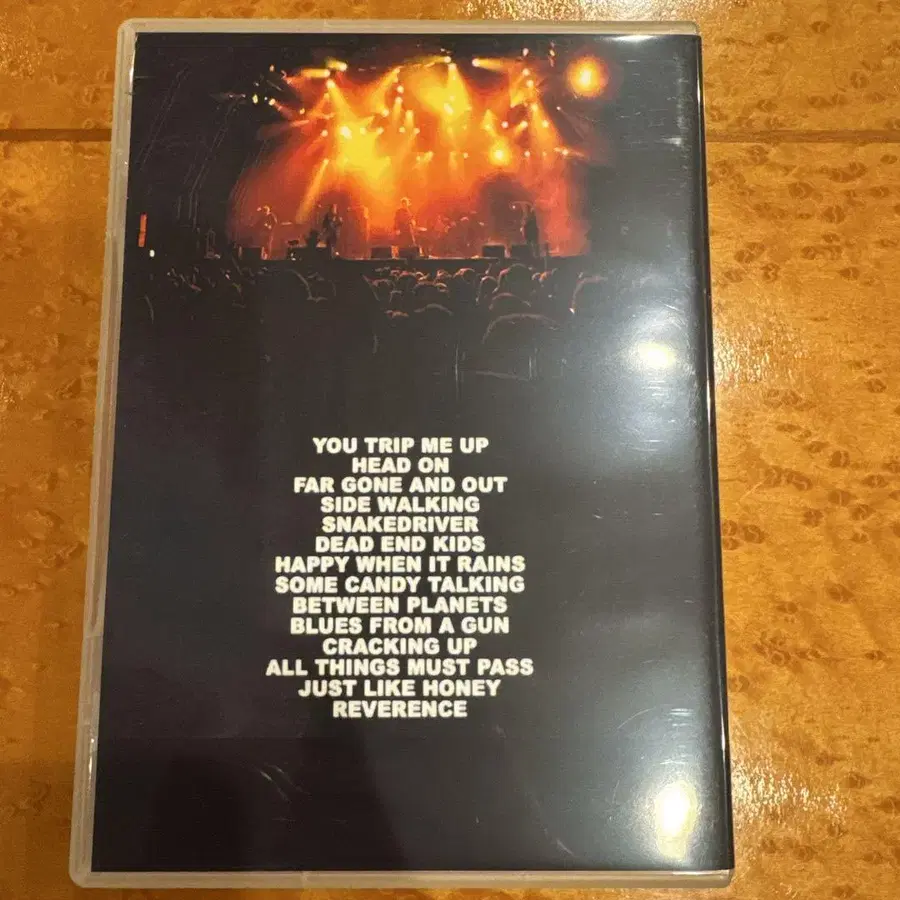 YOU TRIP ME UP
HEAD ON
FAR GONE AND OUT
SIDE WALKING
SNAKEDRIVER
DEAD END KIDS
HAPPY WHEN IT RAINS
SOME CANDY TALKING
BETWEEN PLANETS
BLUES FROM A GUN
CRACKING UP
ALL THINGS MUST PASS
JUST LIKE HONEY
REVERENCE